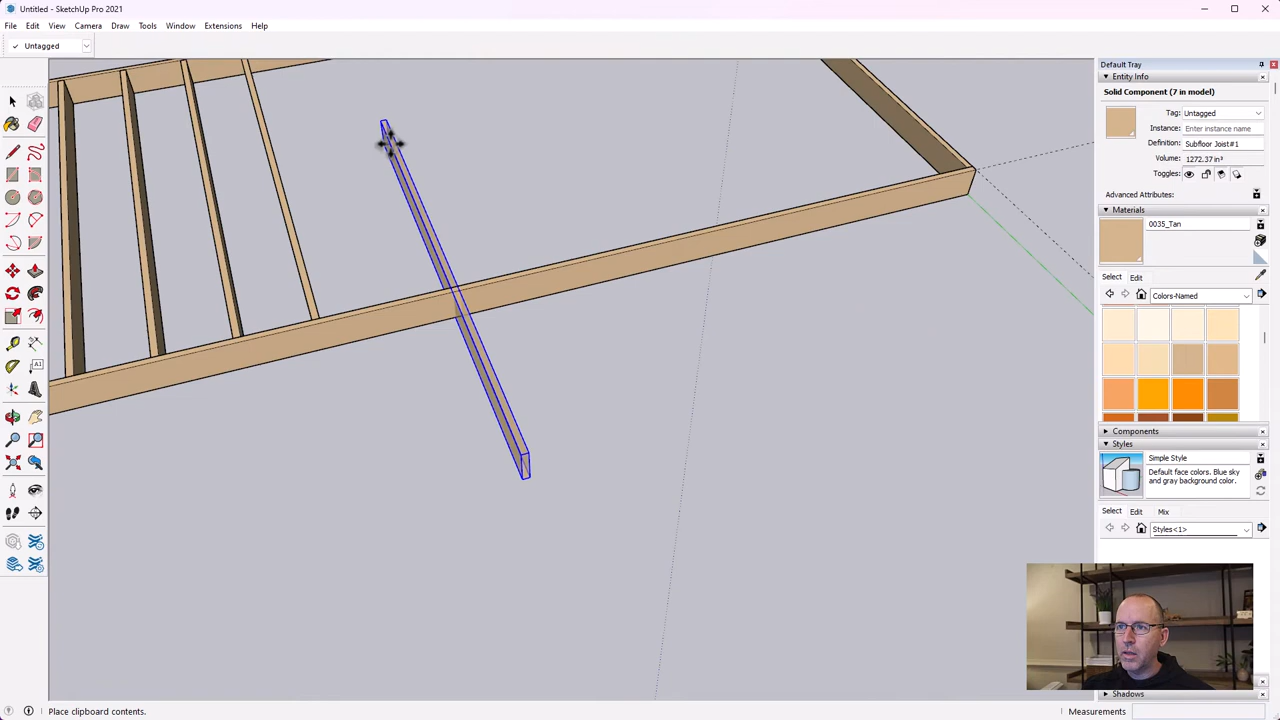 Untitled - SketchUp Pro 2021
File Edit View Camera Draw Tools Window Extensions Help
Untagged
Default Tray
Entity Info
Solid Component (7 in model)
Tag: Untagged
Instance: Enter instance name
Definition: Subfloor Joist#1
Volume: 1272.37 in³
Toggles:
Advanced Attributes:
Materials
0035_Tan
Select Edit
Colors-Named
Components
Styles
Simple Style
Default face colors. Blue sky
and gray background color.
Select Edit Mix
Styles<1>
Shadows
Place clipboard contents.
Measurements